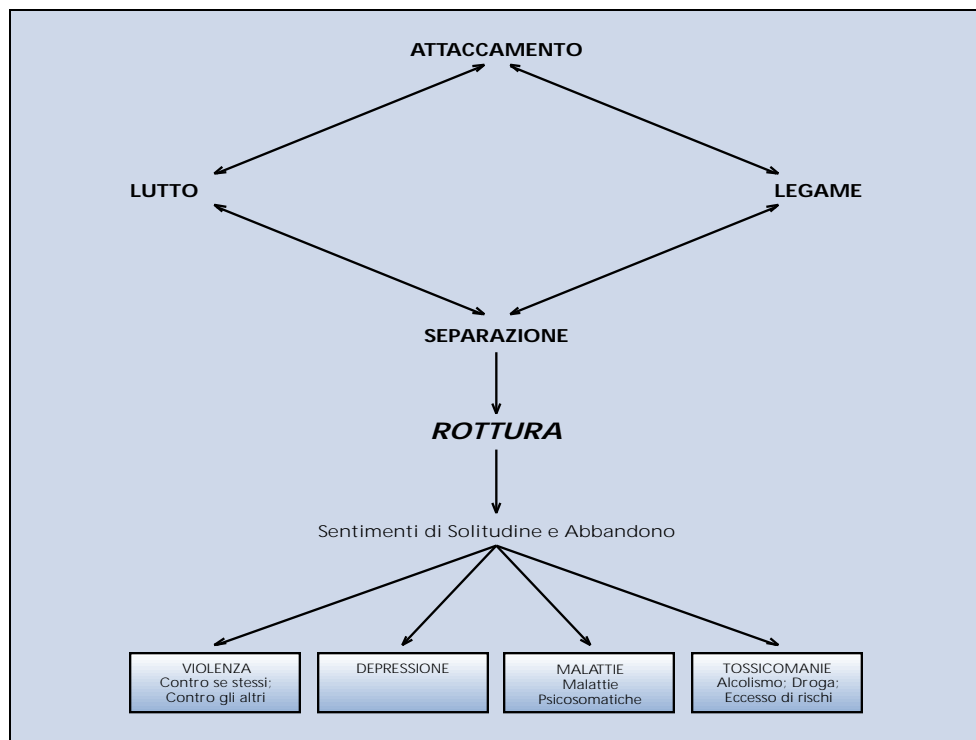 ATTACCAMENTO
LUTTO
LEGAME
SEPARAZIONE
ROTTURA
Sentimenti di Solitudine e Abbandono
VIOLENZA
Contro se stessi;
Contro gli altri
DEPRESSIONE
MALATTIE
Malattie
Psicosomatiche
TOSSICOMANIE
Alcolismo; Droga;
Eccesso di rischi